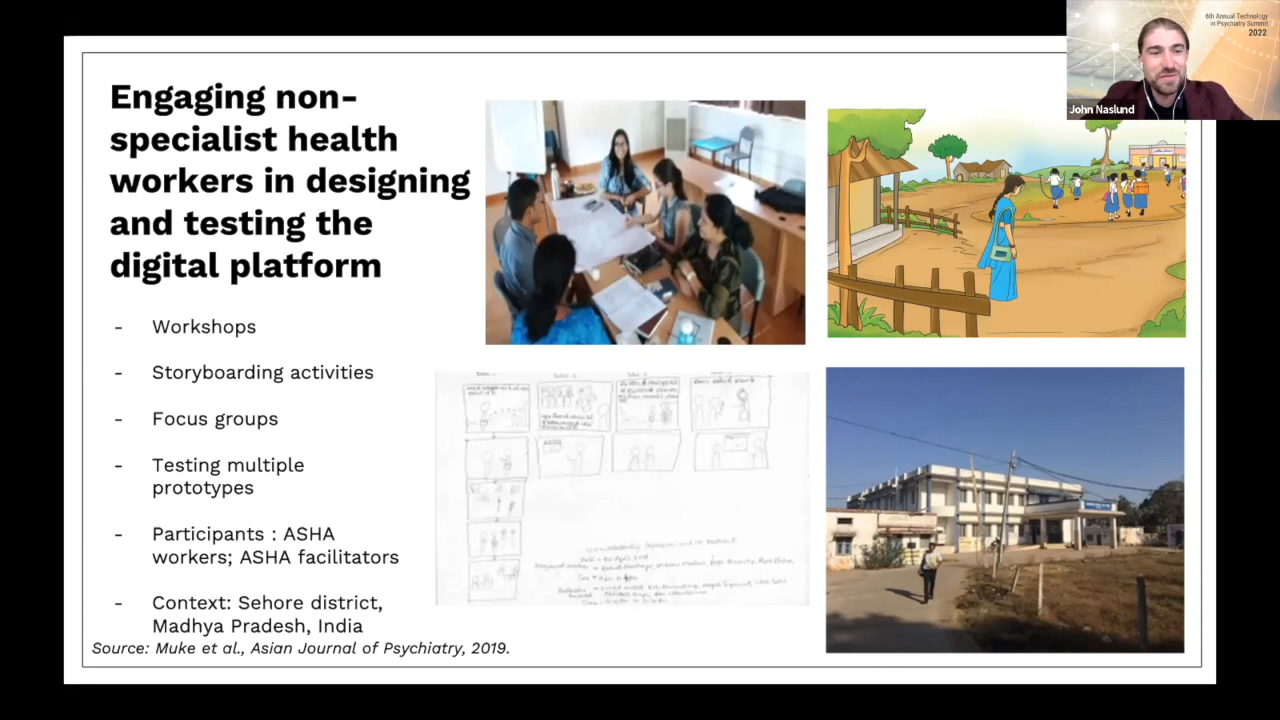 Engaging non-
specialist health
workers in designing
and testing the
digital platform
- Workshops
- Storyboarding activities
- Focus groups
- Testing multiple
prototypes
- Participants : ASHA
workers; ASHA facilitators
- Context: Sehore district,
Madhya Pradesh, India
Source: Muke et al., Asian Journal of Psychiatry, 2019.
6th Annual Technology
in Psychiatry Summit
2022
John Naslund